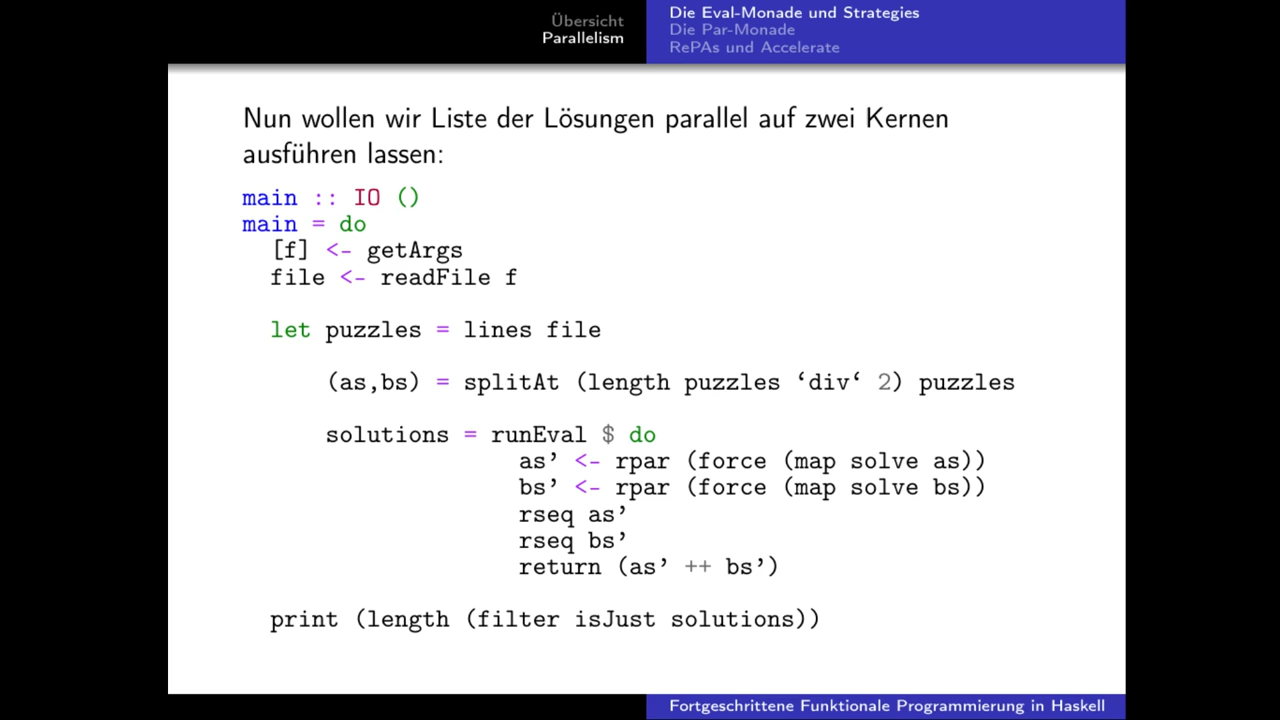 Übersicht
Parallelism
Die Eval-Monade und Strategies
Die Par-Monade
RePAs und Accelerate
Nun wollen wir Liste der Lösungen parallel auf zwei Kernen
ausführen lassen:
main :: IO ()
main = do
[f] <- getArgs
file <- readFile f
let puzzles = lines file
(as,bs) = splitAt (length puzzles ‘div‘ 2) puzzles
solutions = runEval $ do
as’ <- rpar (force (map solve as))
bs’ <- rpar (force (map solve bs))
rseq as’
rseq bs’
return (as’ ++ bs’)
print (length (filter isJust solutions))
Fortgeschrittene Funktionale Programmierung in Haskell